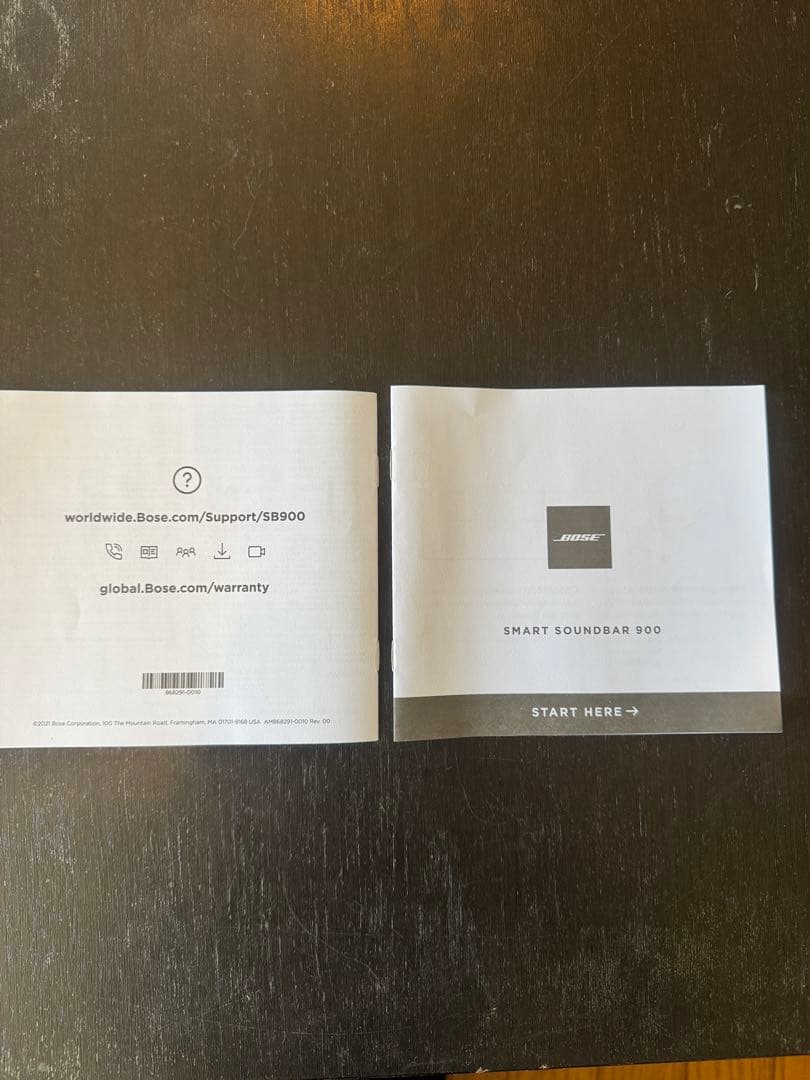 ?
worldwide.Bose.com/Support/SB900
global.Bose.com/warranty
868291-0010
©2021 Bose Corporation, 100 The Mountain Road, Framingham, MA 01701-9168 USA AM868291-0010 Rev. 00
BOSE
SMART SOUNDBAR 900
START HERE→